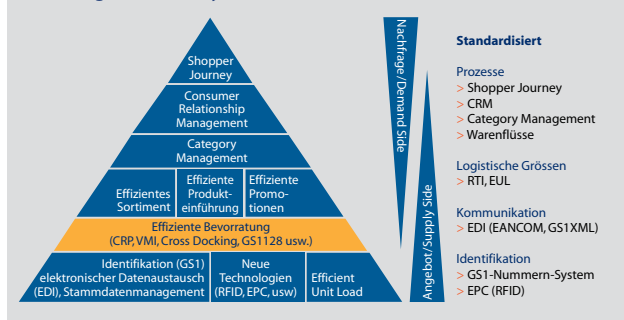 Shopper
Journey
Consumer
Relationship
Management
Category
Management
Effizientes
Sortiment
Effiziente
Produkt-
einführung
Effiziente
Promo-
tionen
Effiziente Bevorratung
(CRP, VMI, Cross Docking, GS1128 usw.)
Identifikation (GS1)
elektronischer Datenaustausch
(EDI), Stammdatenmanagement
Neue
Technologien
(RFID, EPC, usw)
Efficient
Unit Load
Nachfrage/Demand Side
Angebot/Supply Side
Standardisiert
Prozesse
> Shopper Journey
> CRM
> Category Management
> Warenflüsse
Logistische Grössen
> RTI, EUL
Kommunikation
> EDI (EANCOM, GS1XML)
Identifikation
> GS1-Nummern-System
> EPC (RFID)